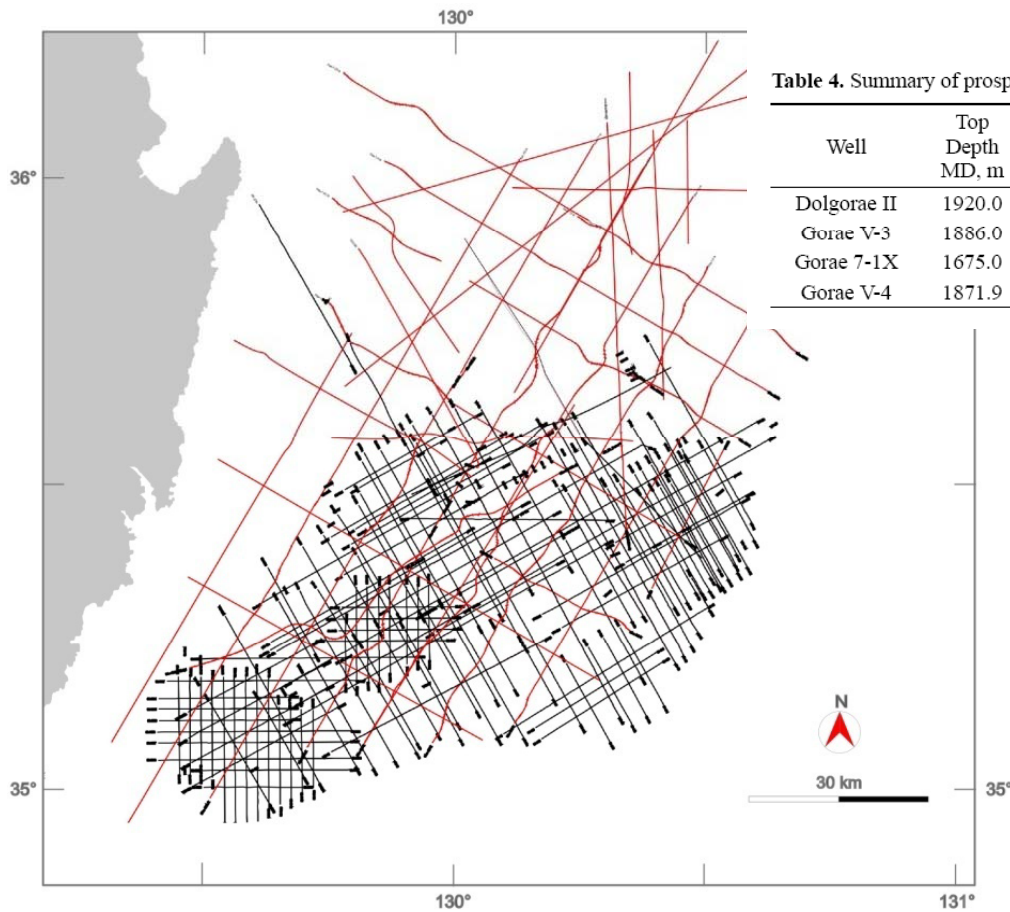 130°
Table 4. Summary of prosp
Well Top Depth MD, m
Dolgorae II 1920.0
Gorae V-3 1886.0
Gorae 7-1X 1675.0
Gorae V-4 1871.9
36°
N
30 km
35° 35°
130° 131°